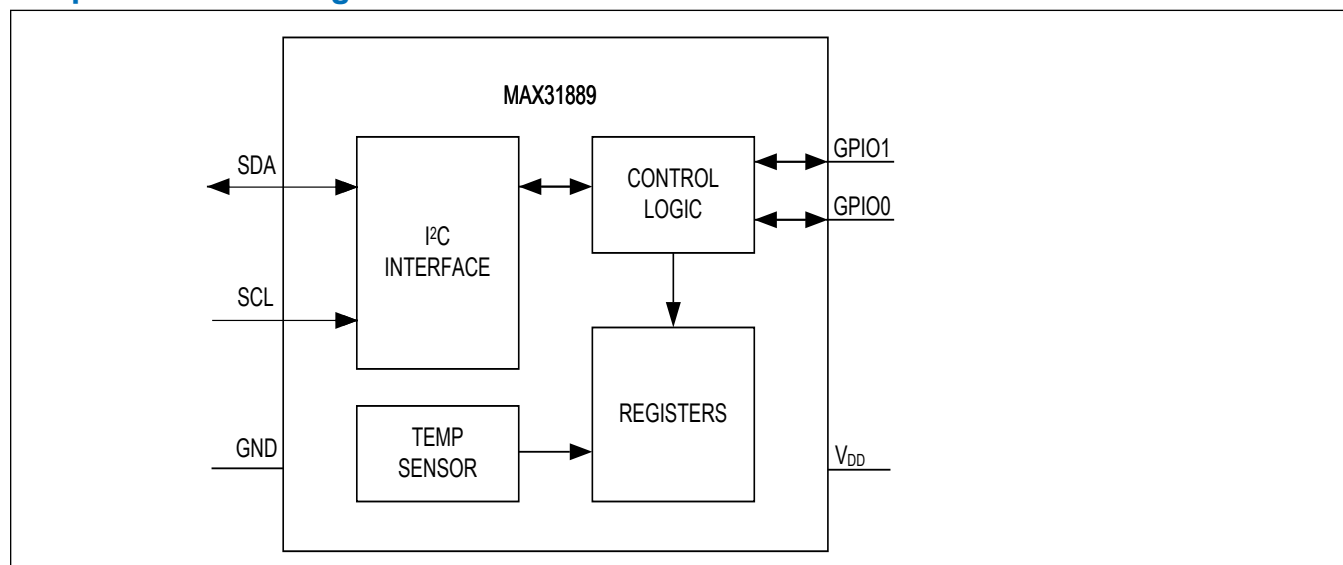 MAX31889
SDA
SCL
GND
I²C
INTERFACE
TEMP
SENSOR
CONTROL
LOGIC
REGISTERS
GPIO1
GPIO0
VDD